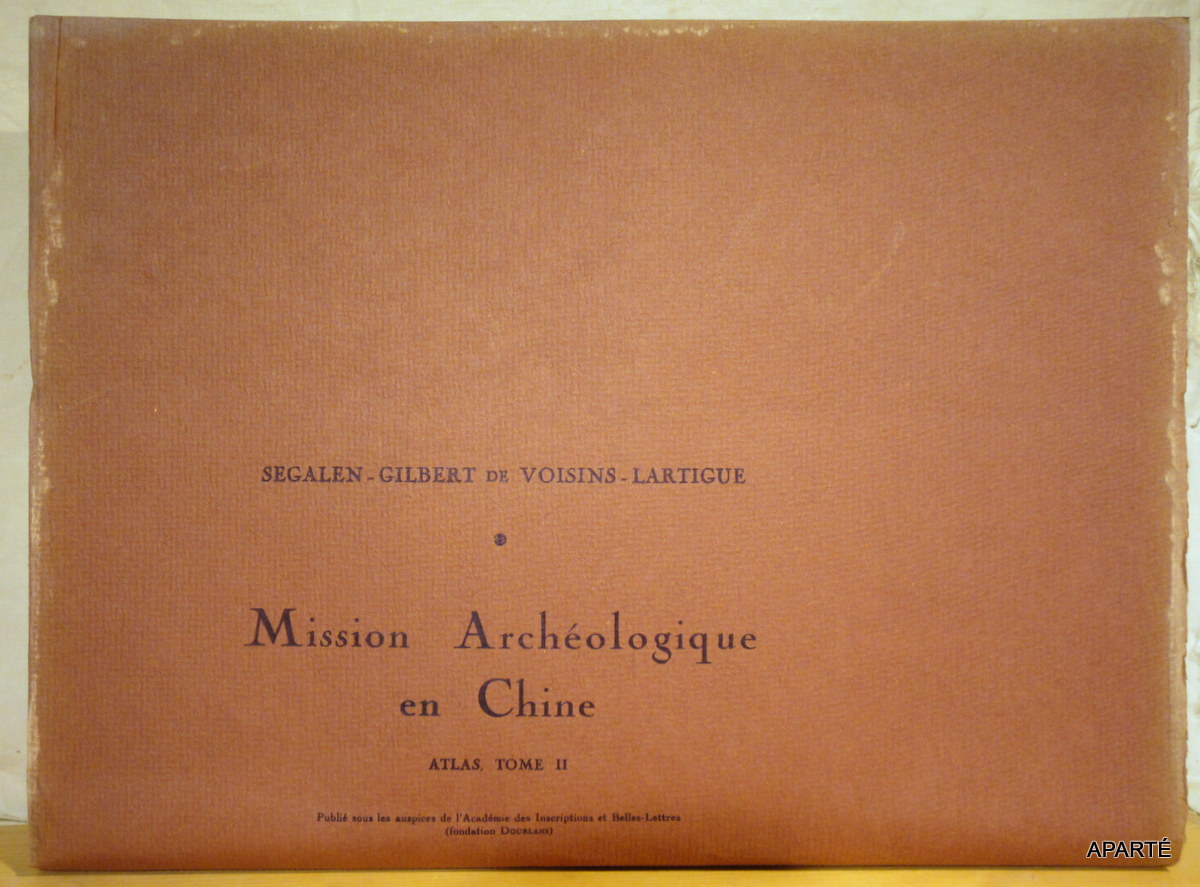 SEGALEN-GILBERT DE VOISINS-LARTIGUE
Mission Archéologique
en Chine
ATLAS, TOME II
Publié sous les auspices de l'Académie des Inscriptions et Belles-Lettres
(fondation DOURLANS)
APARTÉ